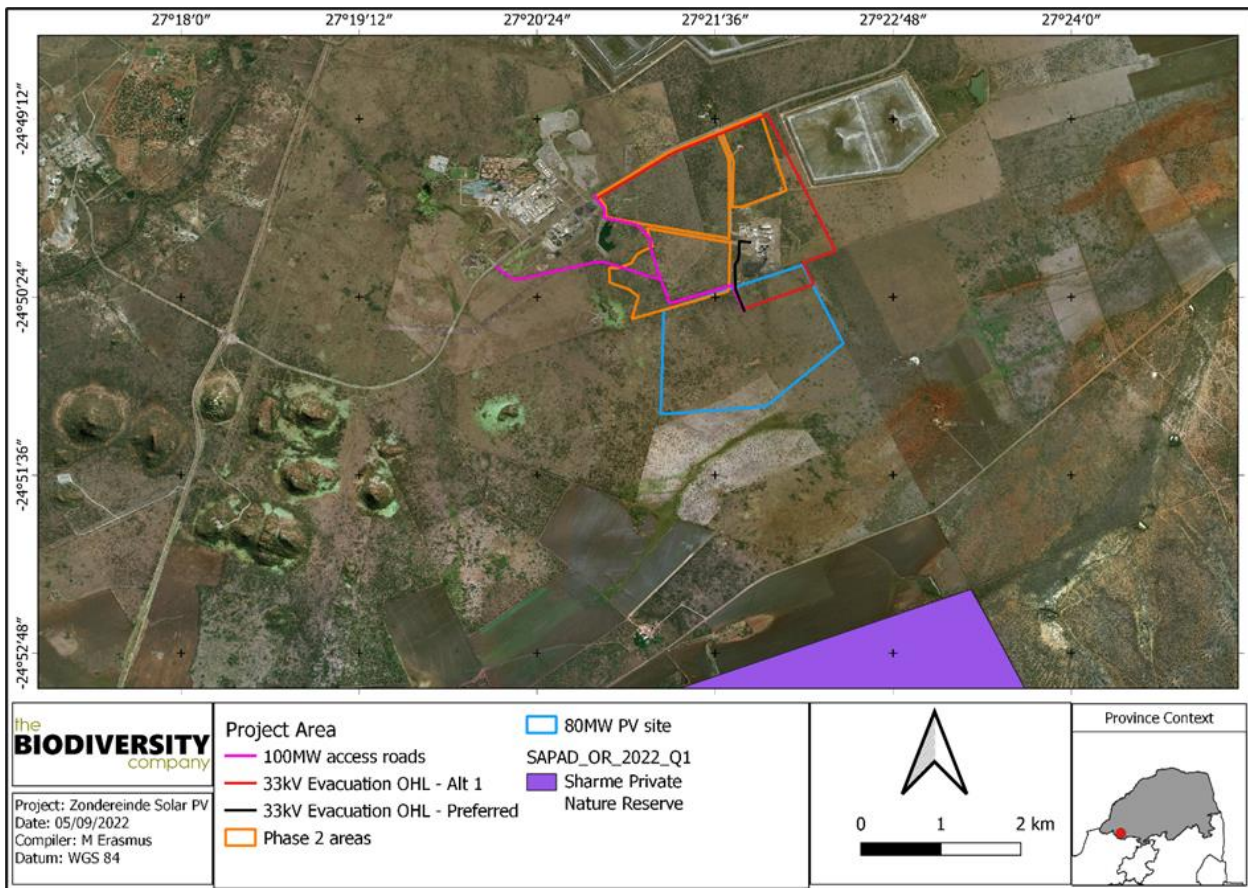 27°18′0″ 27°19′12″ 27°20′24″ 27°21′36″ 27°22′48″ 27°24′0″
-24°49′12″
-24°50′24″
-24°51′36″
-24°52′48″
the
BIODIVERSITY
company
Project: Zondereinde Solar PV
Date: 05/09/2022
Compiler: M Erasmus
Datum: WGS 84
Project Area
100MW access roads
33kV Evacuation OHL - Alt 1
33kV Evacuation OHL - Preferred
Phase 2 areas
80MW PV site
SAPAD_OR_2022_Q1
Sharme Private
Nature Reserve
0 1 2 km
Province Context